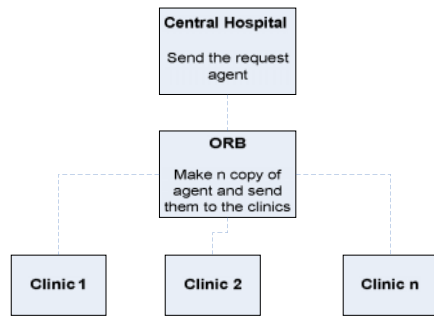 Central Hospital
Send the request
agent
ORB
Make n copy of
agent and send
them to the clinics
Clinic 1
Clinic 2
Clinic n